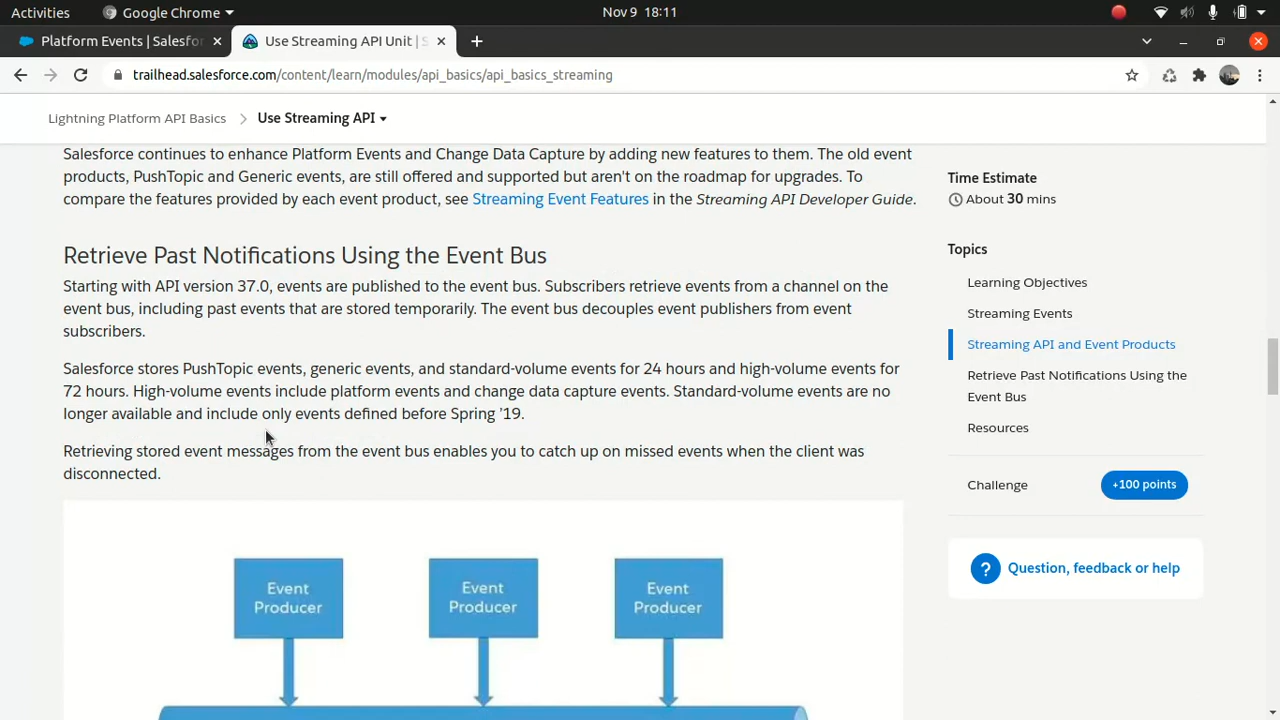 Activities
Google Chrome
Nov 9 18:11
Platform Events | Salesfo
Use Streaming API Unit | S
trailhead.salesforce.com/content/learn/modules/api_basics/api_basics_streaming
Lightning Platform API Basics
Use Streaming API
Salesforce continues to enhance Platform Events and Change Data Capture by adding new features to them. The old event
products, PushTopic and Generic events, are still offered and supported but aren't on the roadmap for upgrades. To
compare the features provided by each event product, see Streaming Event Features in the Streaming API Developer Guide.
Retrieve Past Notifications Using the Event Bus
Starting with API version 37.0, events are published to the event bus. Subscribers retrieve events from a channel on the
event bus, including past events that are stored temporarily. The event bus decouples event publishers from event
subscribers.
Salesforce stores PushTopic events, generic events, and standard-volume events for 24 hours and high-volume events for
72 hours. High-volume events include platform events and change data capture events. Standard-volume events are no
longer available and include only events defined before Spring ’19.
Retrieving stored event messages from the event bus enables you to catch up on missed events when the client was
disconnected.
Event
Producer
Event
Producer
Event
Producer
Time Estimate
About 30 mins
Topics
Learning Objectives
Streaming Events
Streaming API and Event Products
Retrieve Past Notifications Using the
Event Bus
Resources
Challenge
+100 points
? Question, feedback or help